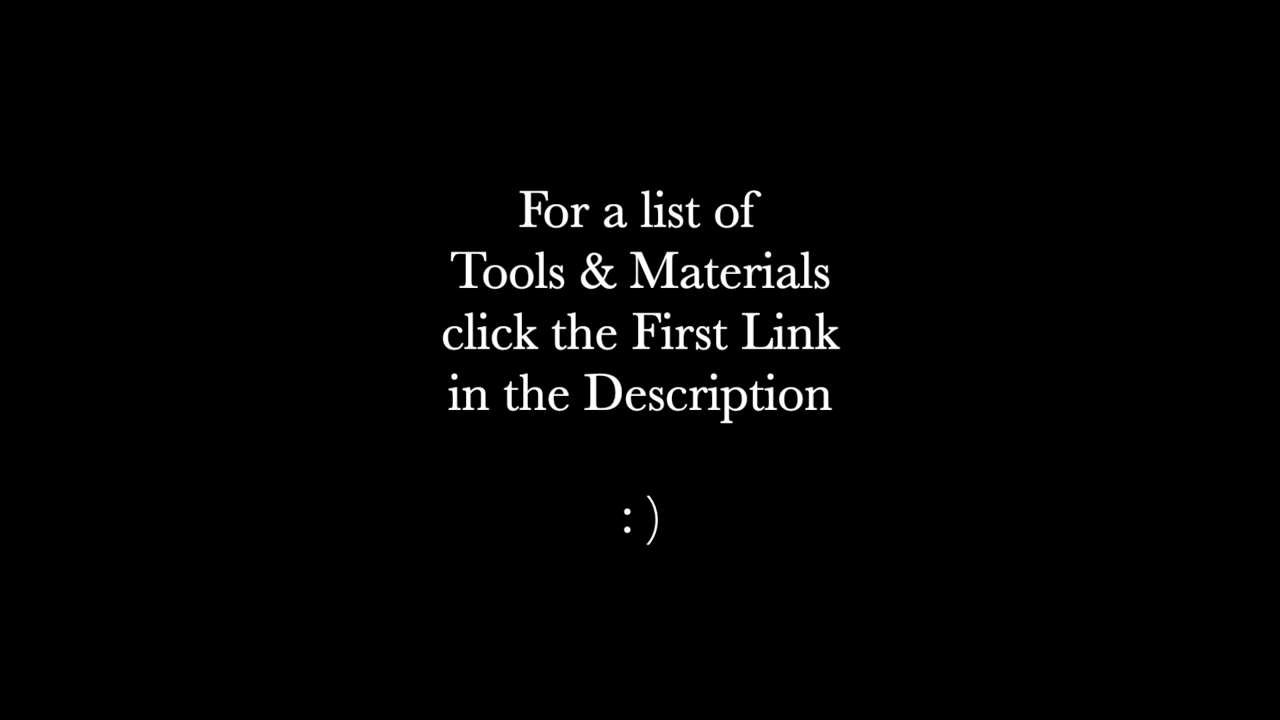 For a list of
Tools & Materials
click the First Link
in the Description
: )